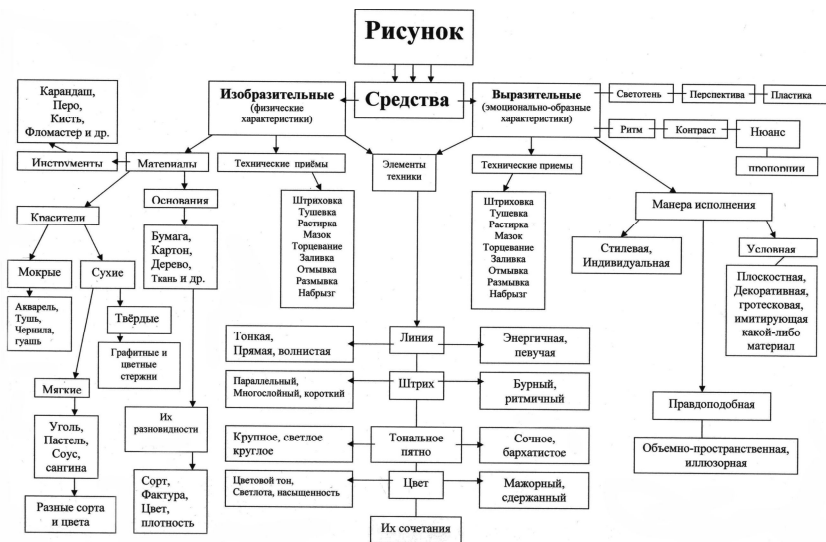 Рисунок
Карандаш,
Перо,
Кисть,
Фломастер и др.
Изобразительные
(физические
характеристики)
Средства
Выразительные
(эмоционально-образные
характеристики)
Светотень
Перспектива
Пластика
Ритм
Контраст
Нюанс
пропорции
Инструменты
Материалы
Технические приёмы
Элементы
техники
Технические приемы
Основания
Манера исполнения
Красители
Штриховка
Тушевка
Растирка
Мазок
Торцевание
Заливка
Отмывка
Размывка
Набрызг
Штриховка
Тушевка
Растирка
Мазок
Торцевание
Заливка
Отмывка
Размывка
Набрызг
Бумага,
Картон,
Дерево,
Ткань и др.
Стилевая,
Индивидуальная
Условная
Мокрые
Сухие
Плоскостная,
Декоративная,
гротесковая,
имитирующая
какой-либо
материал
Акварель,
Тушь,
Чернила,
гуашь
Твёрдые
Графитные и
цветные
стержни
Тонкая,
Прямая, волнистая
Линия
Энергичная,
певучая
Мягкие
Параллельный,
Многослойный, короткий
Штрих
Бурный,
ритмичный
Правдоподобная
Уголь,
Пастель,
Соус,
сангина
Их
разновидности
Крупное, светлое
круглое
Тональное
пятно
Сочное,
бархатистое
Объемно-пространственная,
иллюзорная
Разные сорта
и цвета
Сорт,
Фактура,
Цвет,
плотность
Цветовой тон,
Светлота, насыщенность
Цвет
Мажорный,
сдержанный
Их сочетания